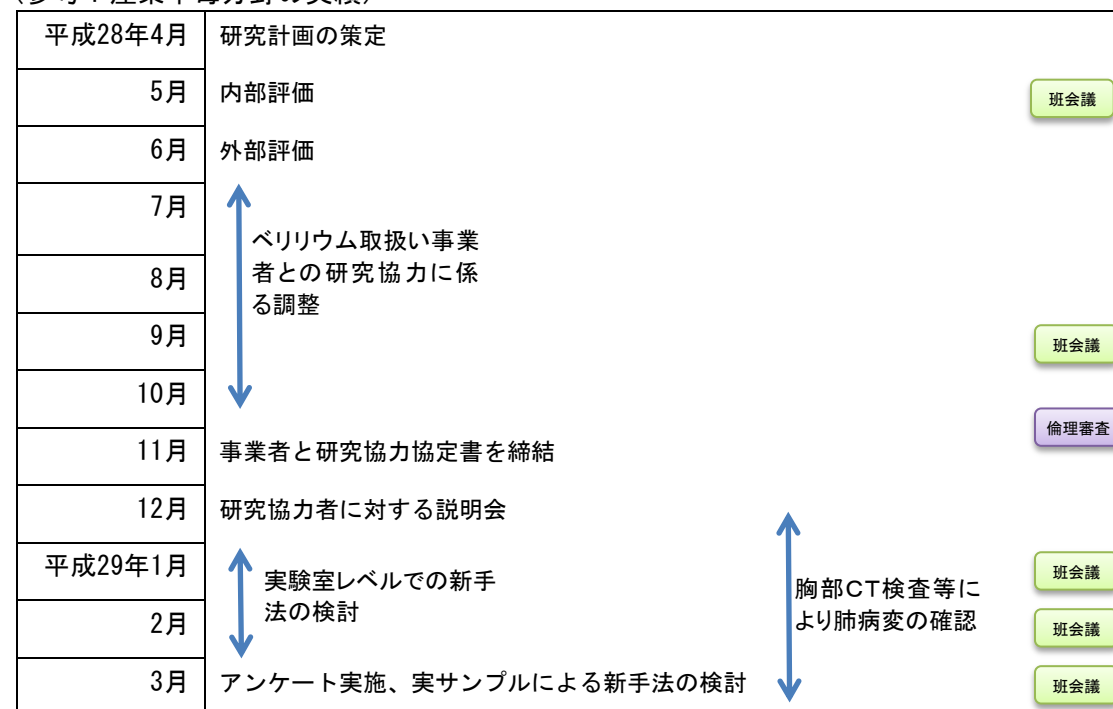 平成28年4月 研究計画の策定
5月 内部評価 班会議
6月 外部評価
7月
ベリリウム取扱い事業
8月 者との研究協力に係
る調整
9月 班会議
10月
倫理審査
11月 事業者と研究協力協定書を締結
12月 研究協力者に対する説明会
平成29年1月 実験室レベルでの新手 班会議
胸部CT検査等に
2月 法の検討 より肺病変の確認 班会議
3月 アンケート実施、実サンプルによる新手法の検討 班会議